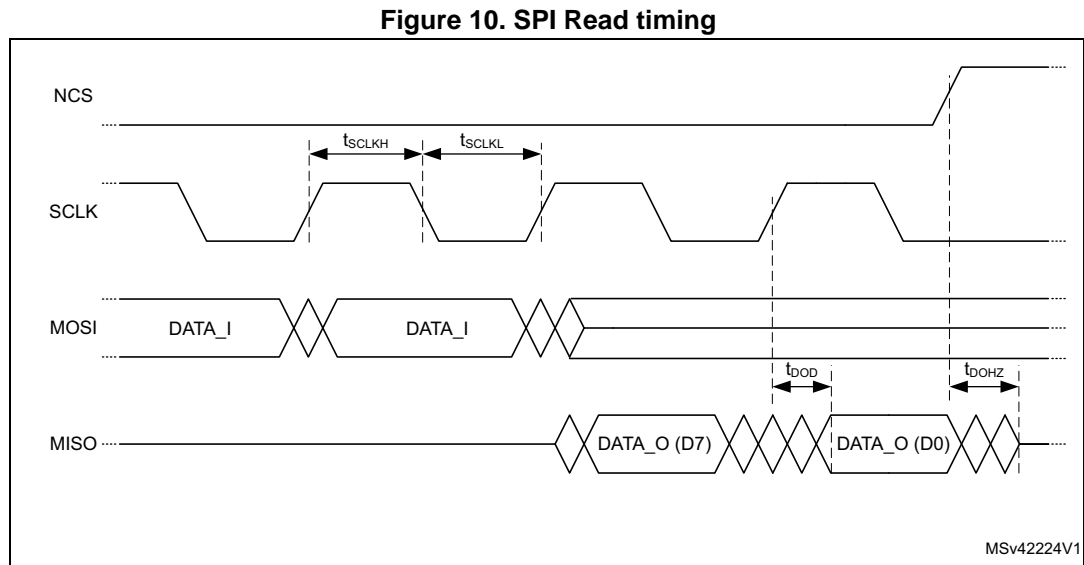 Figure 10. SPI Read timing
NCS
tSCLKH tSCLKL
SCLK
MOSI DATA_I DATA_I
tDOD tDOHZ
MISO DATA_O (D7) DATA_O (D0)
MSv42224V1